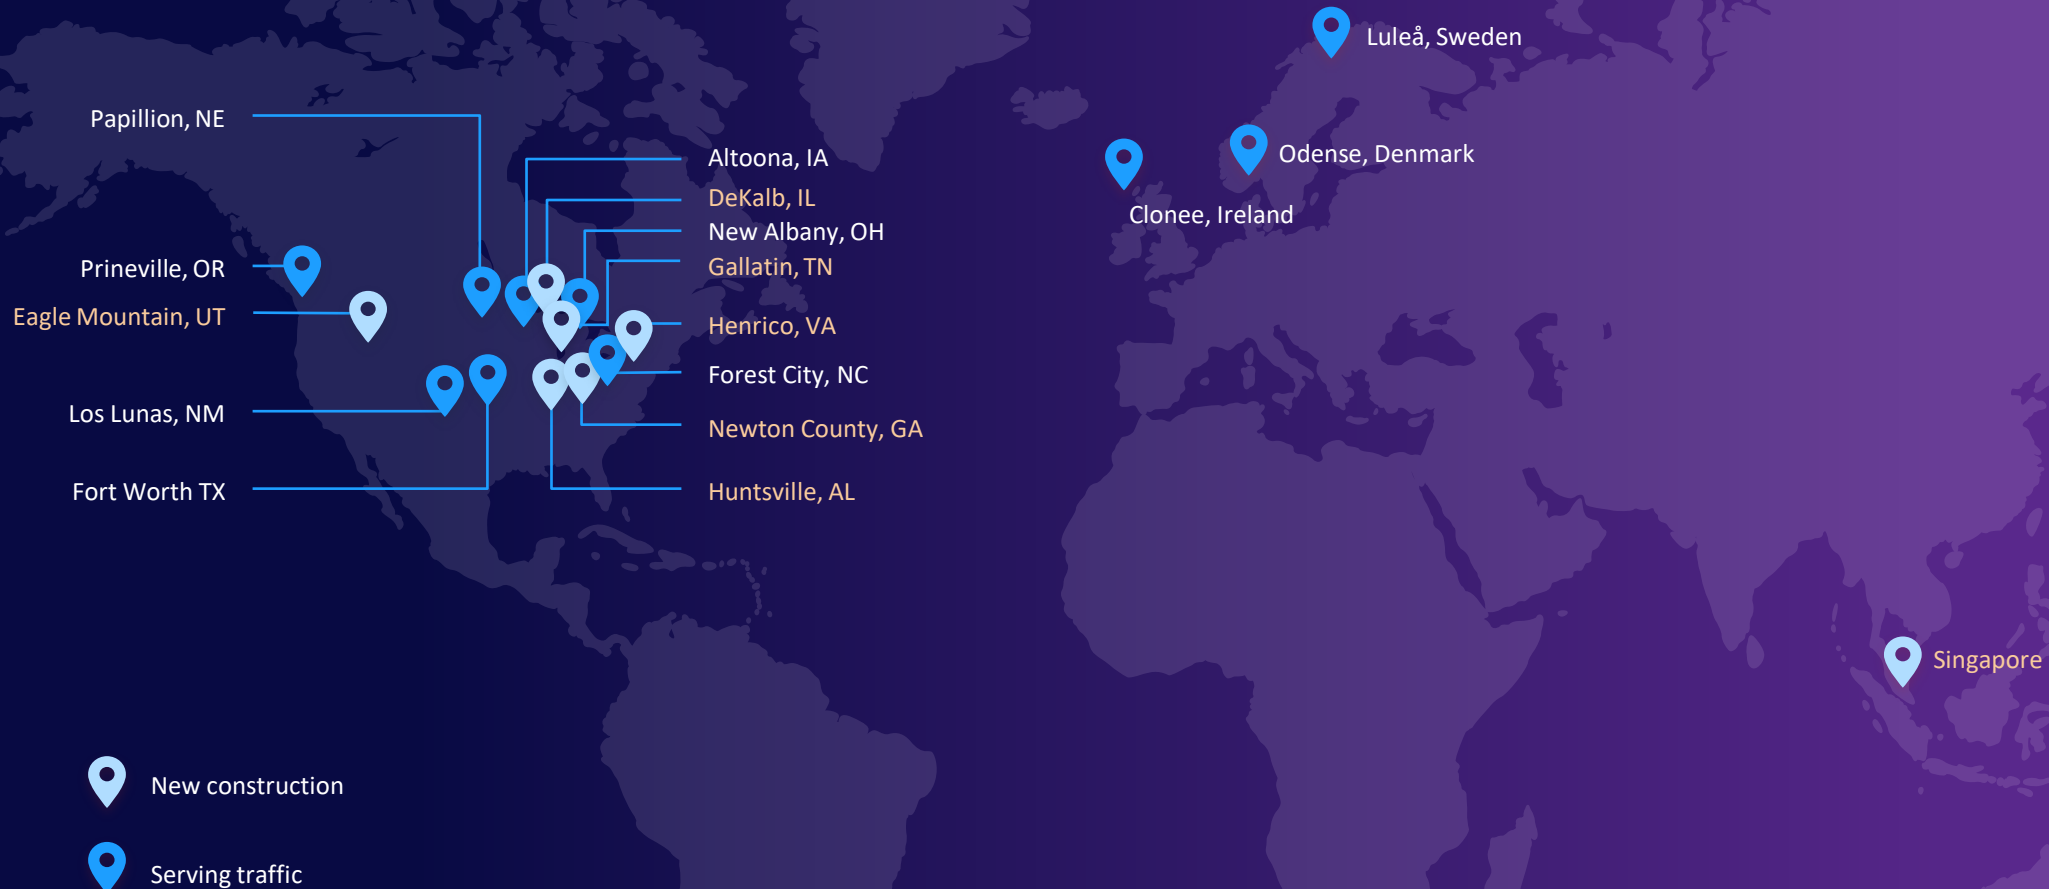 Luleå, Sweden
Papillion, NE
Altoona, IA
Odense, Denmark
DeKalb, IL
Clonee, Ireland
New Albany, OH
Prineville, OR
Gallatin, TN
Eagle Mountain, UT
Henrico, VA
Forest City, NC
Los Lunas, NM
Newton County, GA
Fort Worth TX
Huntsville, AL
Singapore
New construction
Serving traffic